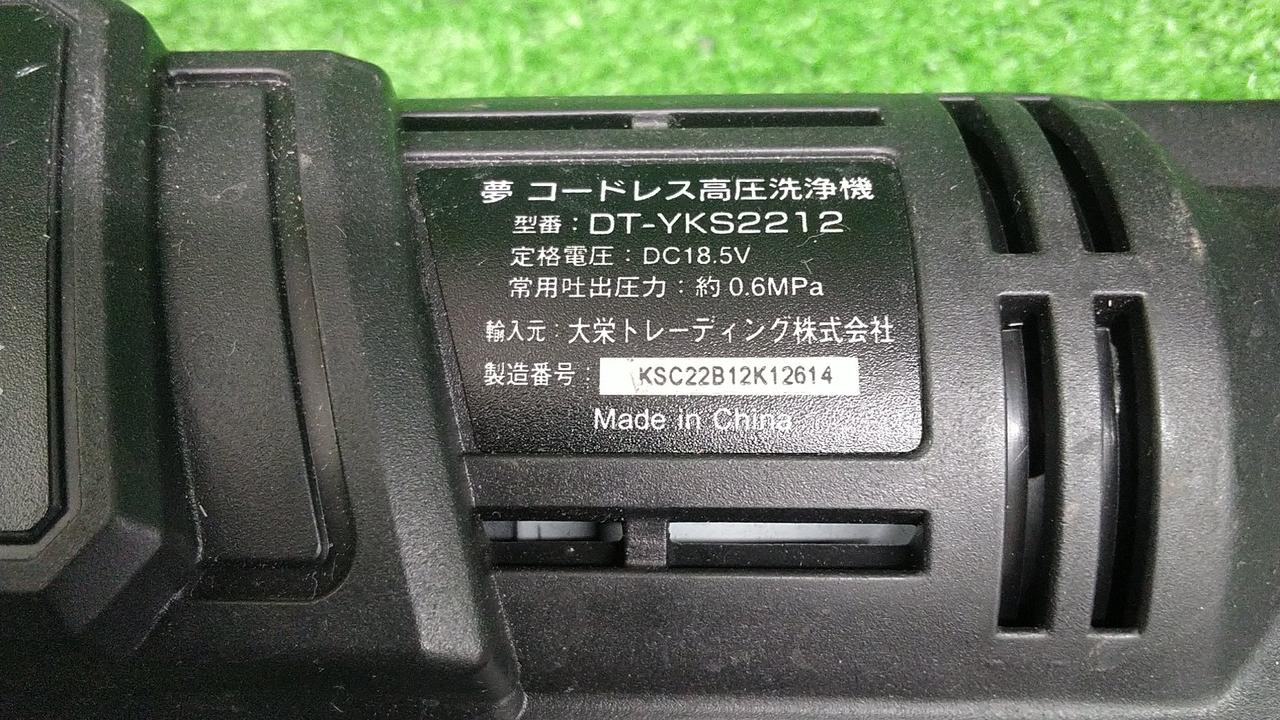 夢 コードレス高圧洗浄機
型番：DT-YKS2212
定格電圧：DC18.5V
常用吐出圧力：約 0.6MPa
輸入元：大栄トレーディング株式会社
製造番号：KSC22B12K12614
Made in China